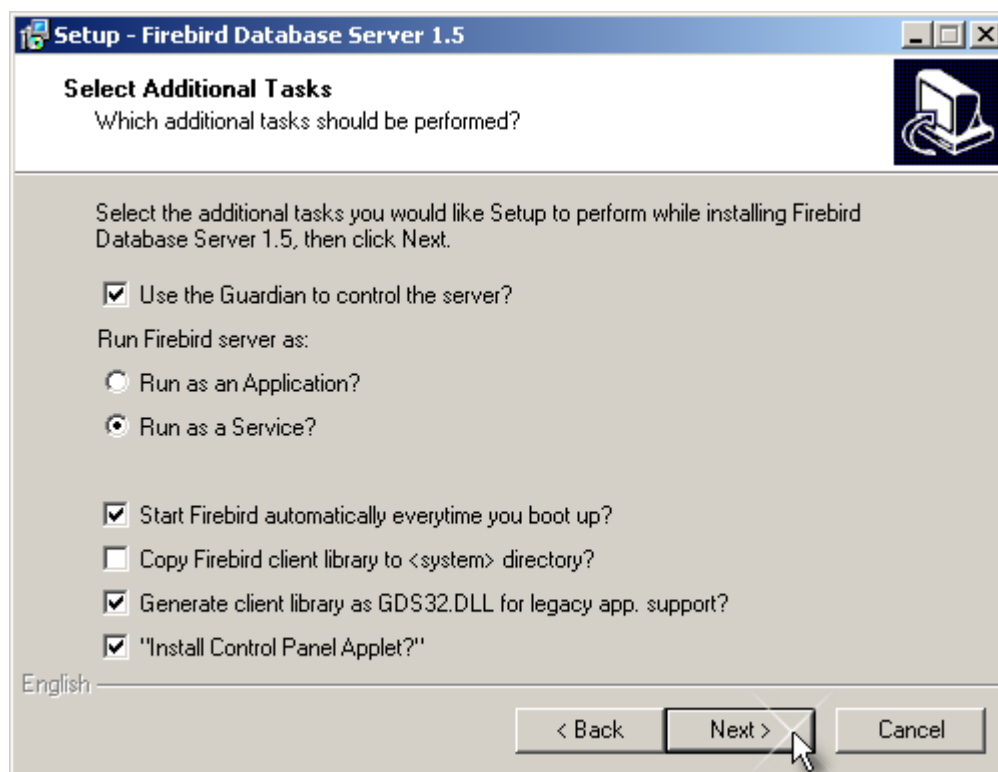 Setup - Firebird Database Server 1.5
Select Additional Tasks
Which additional tasks should be performed?
Select the additional tasks you would like Setup to perform while installing Firebird
Database Server 1.5, then click Next.
Use the Guardian to control the server?
Run Firebird server as:
Run as an Application?
Run as a Service?
Start Firebird automatically everytime you boot up?
Copy Firebird client library to <system> directory?
Generate client library as GDS32.DLL for legacy app. support?
"Install Control Panel Applet?"
English
< Back
Next >
Cancel